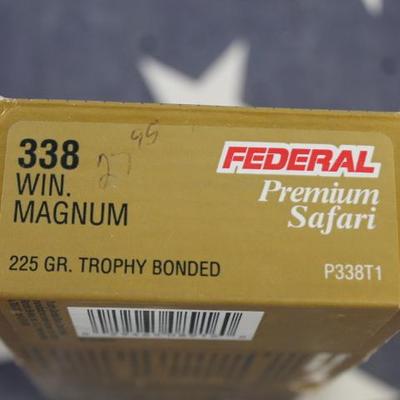 338
WIN.
MAGNUM
27 95
FEDERAL
Premium
Safari
225 GR. TROPHY BONDED
P338T1